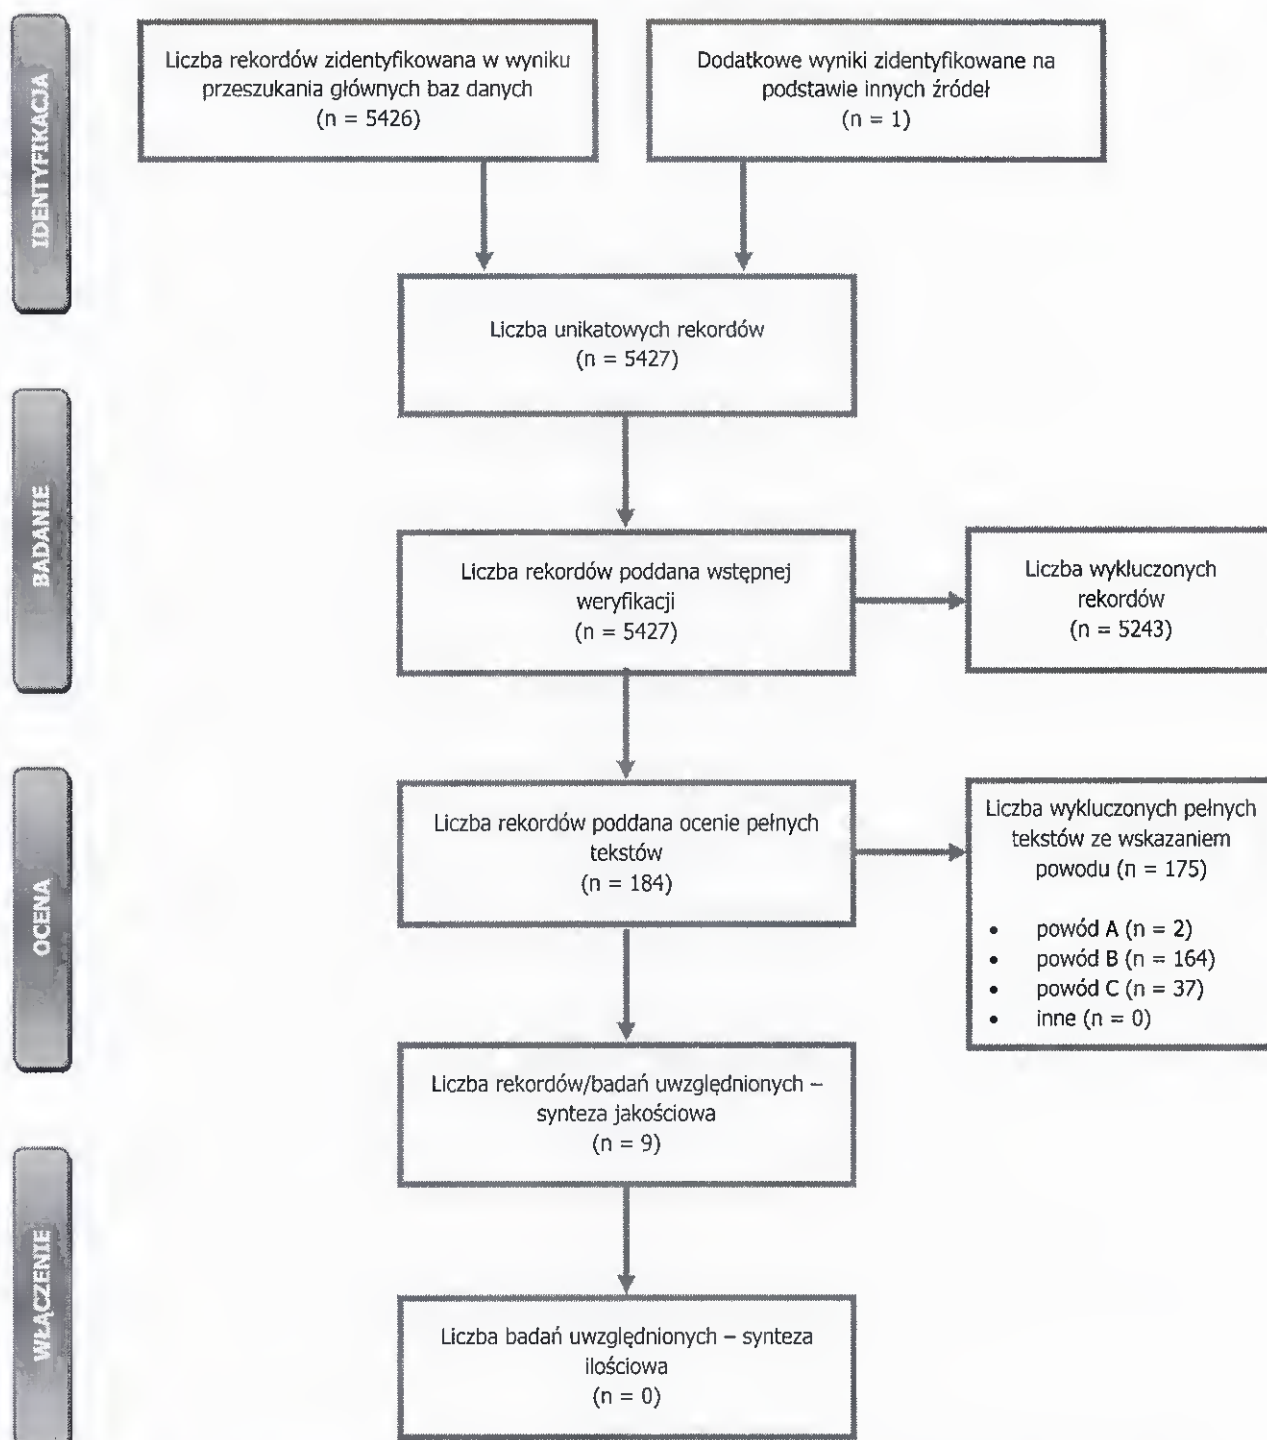 IDENTYFIKACJA
Liczba rekordów zidentyfikowana w wyniku
przeszukania głównych baz danych
(n = 5426)
Dodatkowe wyniki zidentyfikowane na
podstawie innych źródeł
(n = 1)
Liczba unikatowych rekordów
(n = 5427)
BADANIE
Liczba rekordów poddana wstępnej
weryfikacji
(n = 5427)
Liczba wykluczonych
rekordów
(n = 5243)
OCENA
Liczba rekordów poddana ocenie pełnych
tekstów
(n = 184)
Liczba wykluczonych pełnych
tekstów ze wskazaniem
powodu (n = 175)
• powód A (n = 2)
• powód B (n = 164)
• powód C (n = 37)
• inne (n = 0)
Liczba rekordów/badań uwzględnionych –
synteza jakościowa
(n = 9)
WŁĄCZENIE
Liczba badań uwzględnionych – synteza
ilościowa
(n = 0)